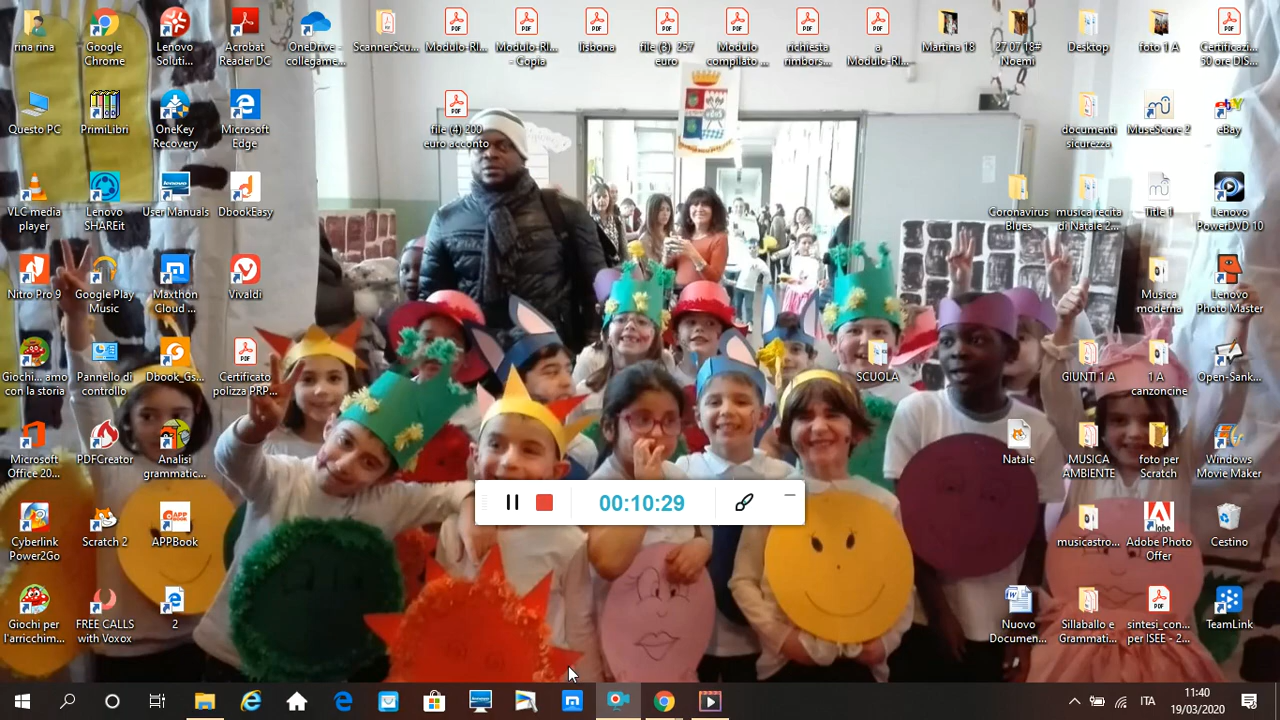 rina rina
Google
Chrome
Lenovo
Soluti...
Acrobat
Reader DC
OneDrive -
collegame...
ScannerScu...
Modulo-RI...
Modulo-RI...
- Copia
lisbona
file (3) 257
euro
Modulo
compilato ...
richiesta
rimbors...
a
Modulo-RI...
Martina 18
27 07 18#
Noemi
Desktop
foto 1 A
Certificazi...
50 ore DIS...
Questo PC
PrimiLibri
OneKey
Recovery
Microsoft
Edge
file (4) 200
euro acconto
documenti
sicurezza
MuseScore 2
eBay
VLC media
player
Lenovo
SHAREit
User Manuals
DbookEasy
Coronavirus
Blues
musica recita
di Natale 2...
Title 1
Lenovo
PowerDVD 10
Nitro Pro 9
Google Play
Music
Maxthon
Cloud ...
Vivaldi
Musica
moderna
Lenovo
Photo Master
Giochi... amo
con la storia
Pannello di
controllo
Dbook_Gs...
Certificato
polizza PRP...
SCUOLA
GIUNTI 1 A
1 A
canzoncine
Open-Sank...
Microsoft
Office 20...
PDFCreator
Analisi
grammatic...
Natale
MUSICA
AMBIENTE
foto per
Scratch
Windows
Movie Maker
00:10:29
Cyberlink
Power2Go
Scratch 2
APPBook
musicastro...
Adobe Photo
Offer
Cestino
Giochi per
l'arricchim...
FREE CALLS
with Voxox
2
Nuovo
Documen...
Sillaballo e
Grammati...
sintesi_con...
per ISEE - 2...
TeamLink
ITA
11:40
19/03/2020